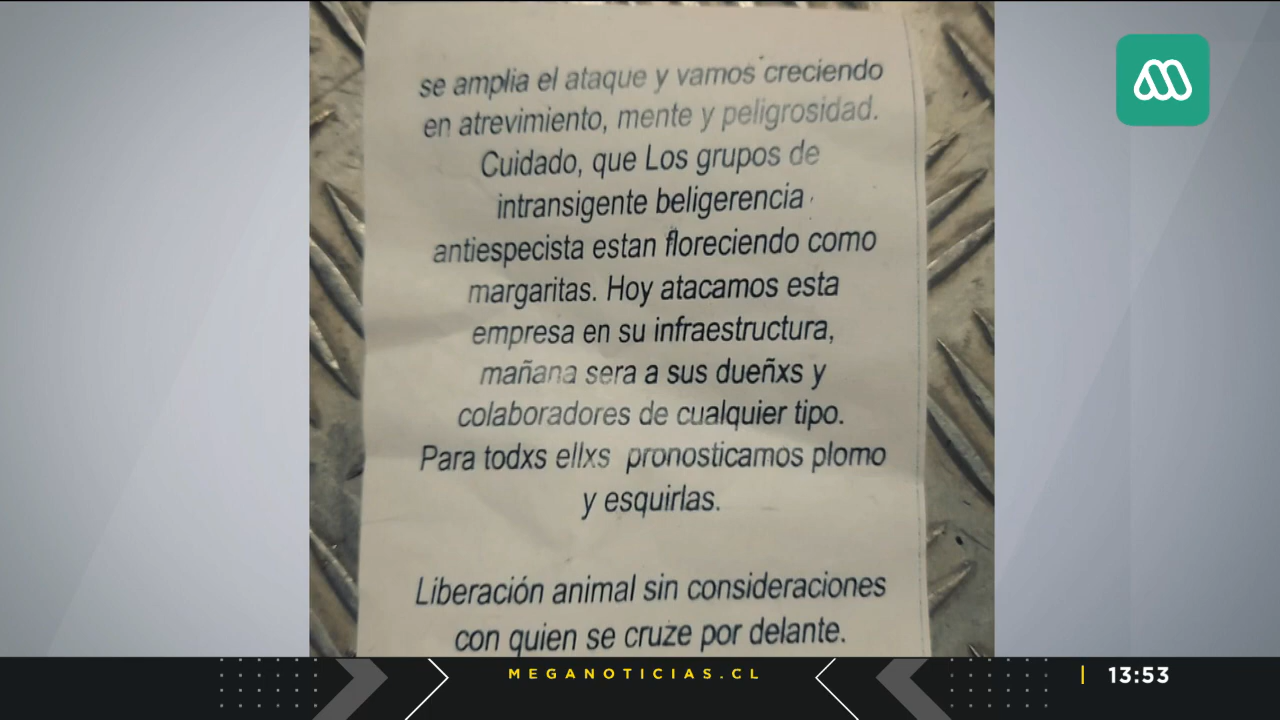 se amplia el ataque y vamos creciendo
en atrevimiento, mente y peligrosidad.
Cuidado, que Los grupos de
intransigente beligerencia
antiespecista estan floreciendo como
margaritas. Hoy atacamos esta
empresa en su infraestructura,
mañana sera a sus dueñxs y
colaboradores de cualquier tipo.
Para todxs ellxs pronosticamos plomo
y esquirlas.
Liberación animal sin consideraciones
con quien se cruze por delante.
MEGANOTICIAS.CL
13:53